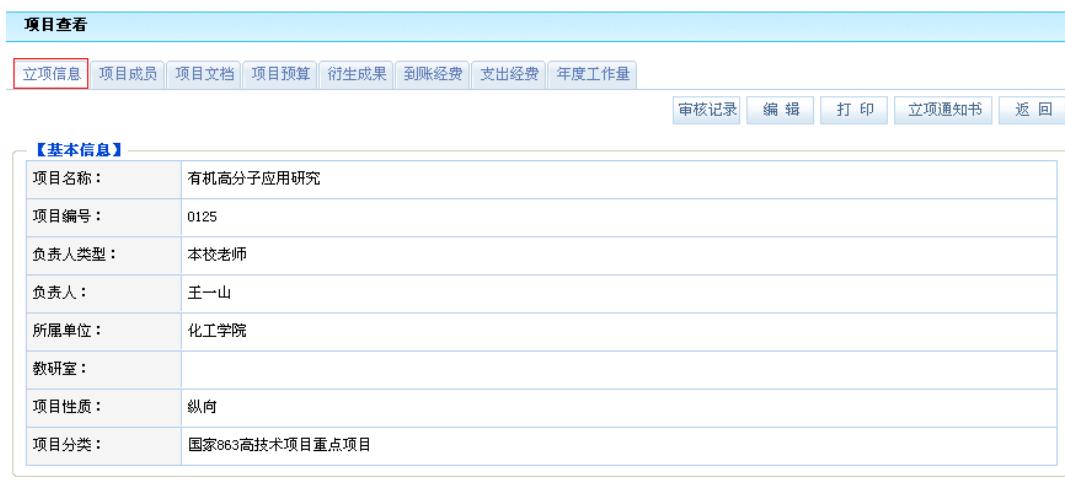 项目查看
立项信息 项目成员 项目文档 项目预算 衍生成果 到账经费 支出经费 年度工作量
审核记录 编 辑 打 印 立项通知书 返 回
【基本信息】
项目名称： 有机高分子应用研究
项目编号： 0125
负责人类型： 本校老师
负责人： 王一山
所属单位： 化工学院
教研室：
项目性质： 纵向
项目分类： 国家863高技术项目重点项目